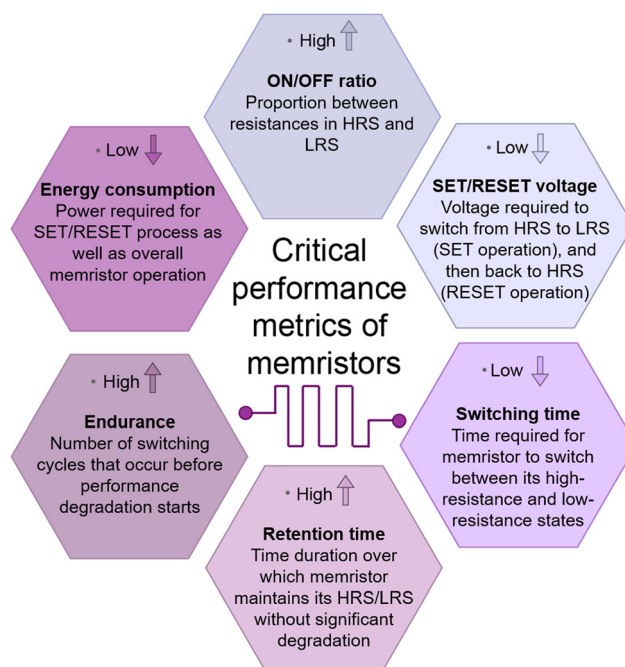 • High
ON/OFF ratio
Proportion between
resistances in HRS and
LRS
• Low
Energy consumption
Power required for
SET/RESET process as
well as overall
memristor operation
• Low
SET/RESET voltage
Voltage required to
switch from HRS to LRS
(SET operation), and
then back to HRS
(RESET operation)
Critical
performance
metrics of
memristors
• High
Endurance
Number of switching
cycles that occur before
performance
degradation starts
• Low
Switching time
Time required for
memristor to switch
between its high-
resistance and low-
resistance states
• High
Retention time
Time duration over
which memristor
maintains its HRS/LRS
without significant
degradation